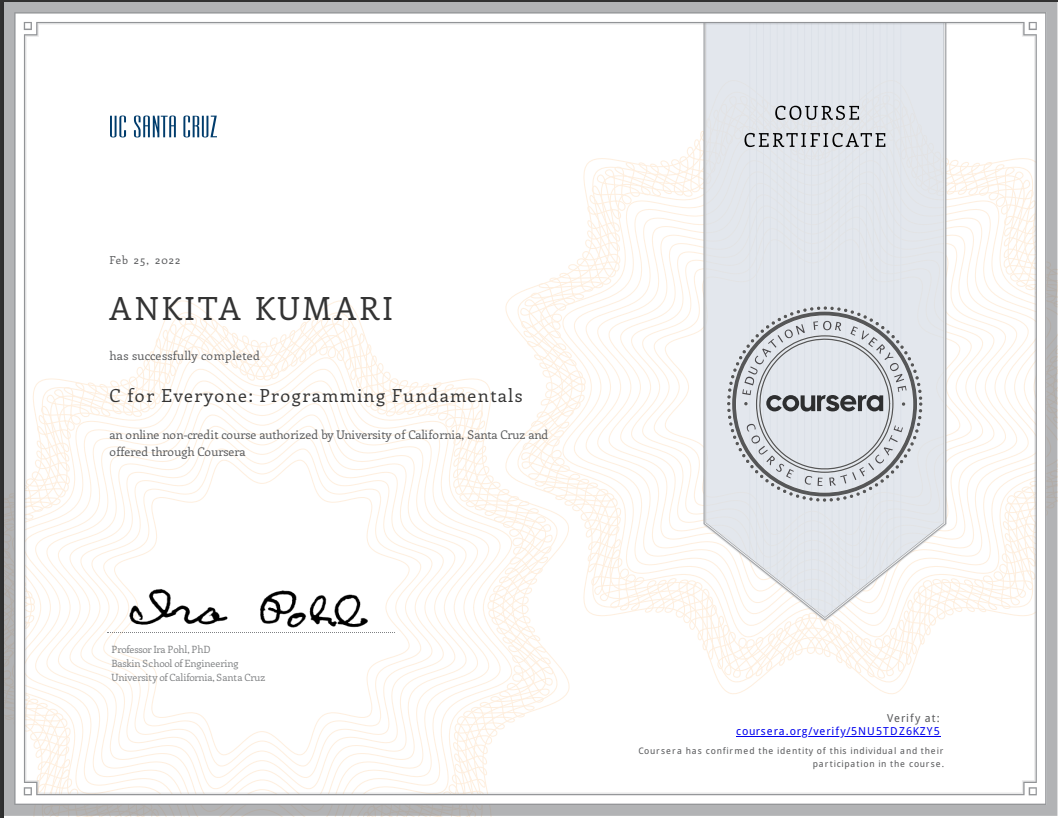 UC SANTA CRUZ
COURSE
CERTIFICATE
Feb 25, 2022
ANKITA KUMARI
has successfully completed
C for Everyone: Programming Fundamentals
an online non-credit course authorized by University of California, Santa Cruz and
offered through Coursera
EDUCATION FOR EVERYONE
coursera
COURSE CERTIFICATE
Ira Pohl
Professor Ira Pohl, PhD
Baskin School of Engineering
University of California, Santa Cruz
Verify at:
coursera.org/verify/5NU5TDZ6KZY5
Coursera has confirmed the identity of this individual and their
participation in the course.